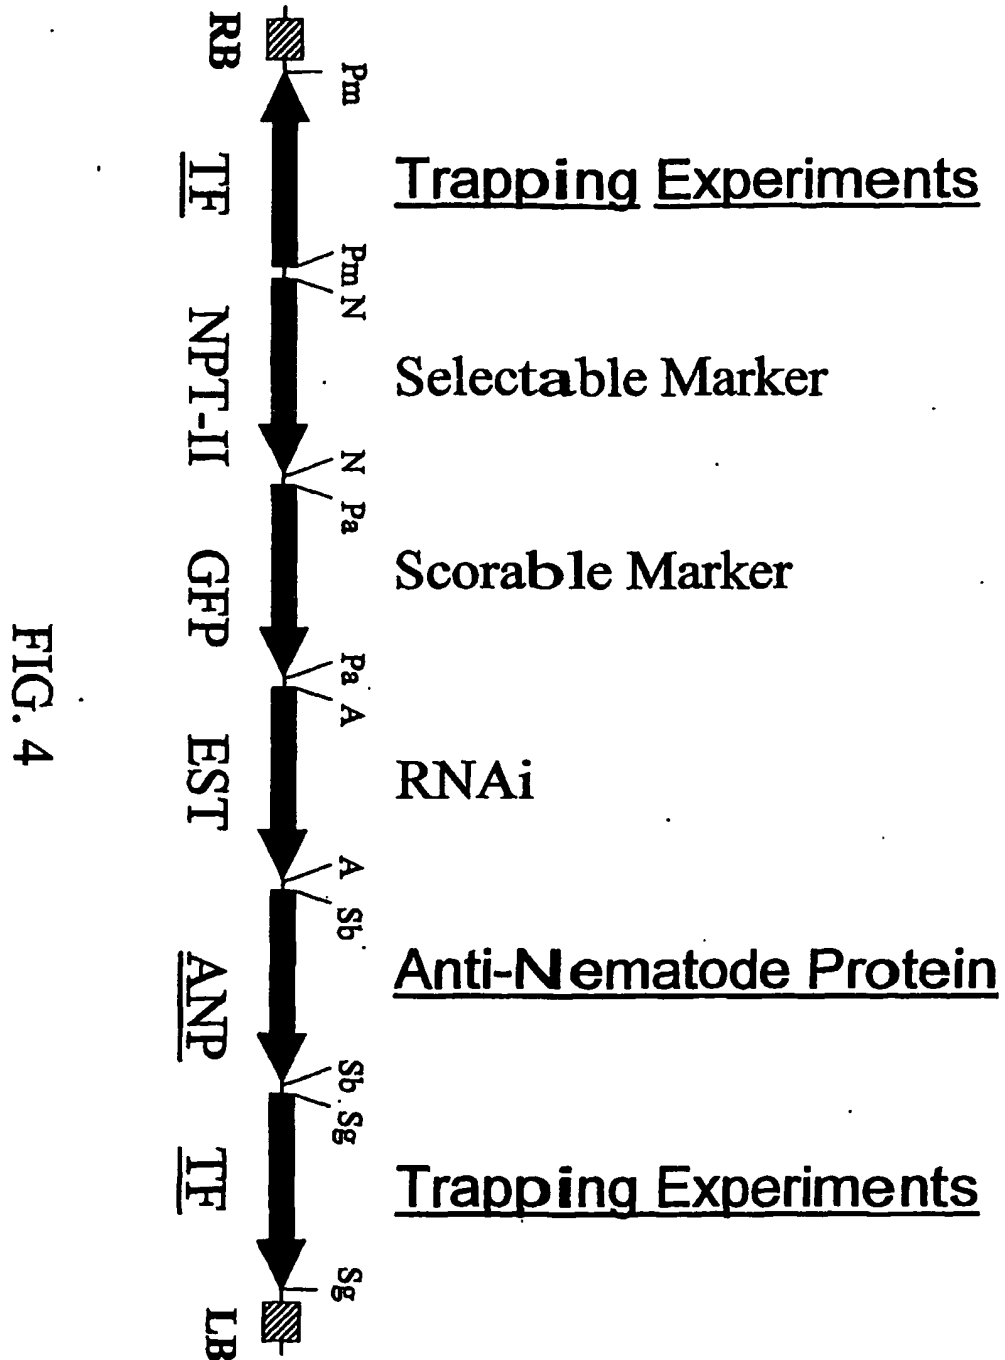 RB
Pm
TF
Trapping Experiments
Pm N
NPT-II
Selectable Marker
N Pa
GFP
Scorable Marker
Pa A
EST
RNAi
A Sb
ANP
Anti-Nematode Protein
Sb Sg
TF
Trapping Experiments
Sg
LB
FIG. 4